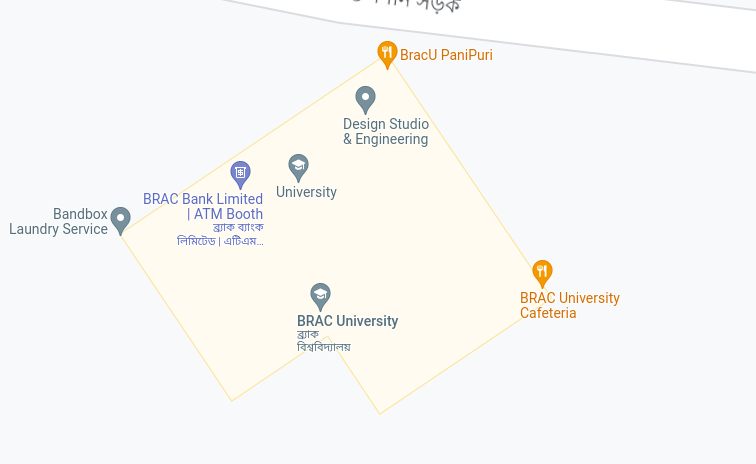 সড়ক
BracU PaniPuri
Design Studio
& Engineering
University
BRAC Bank Limited
| ATM Booth
ব্র্যাক ব্যাংক
লিমিটেড | এটিএম...
Bandbox
Laundry Service
BRAC University
Cafeteria
BRAC University
ব্র্যাক
বিশ্ববিদ্যালয়